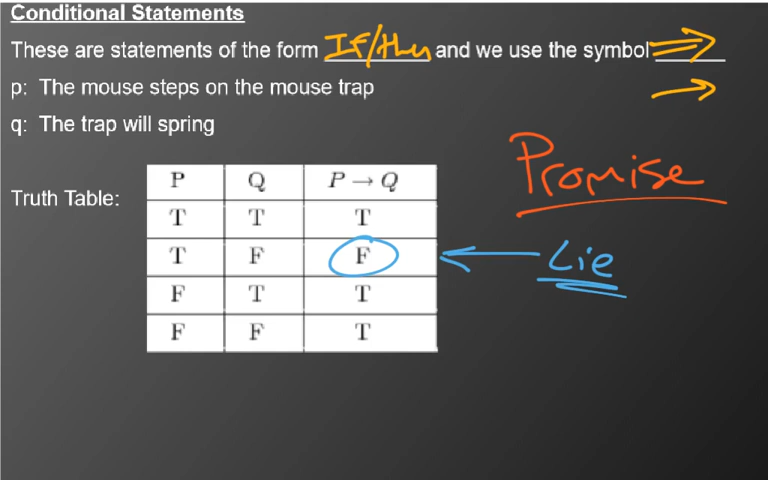 Conditional Statements
These are statements of the form If/then and we use the symbol ⇒
→
p: The mouse steps on the mouse trap
q: The trap will spring
Promise
Truth Table:
P Q P → Q
T T T
T F F ← Lie
F T T
F F T